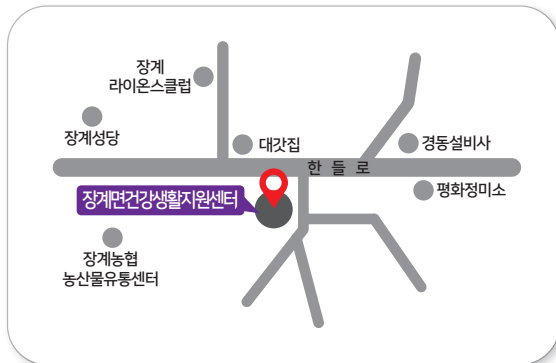 장계
라이온스클럽
장계성당
대갓집
경동설비사
한들로
평화정미소
장계면건강생활지원센터
장계농협
농산물유통센터